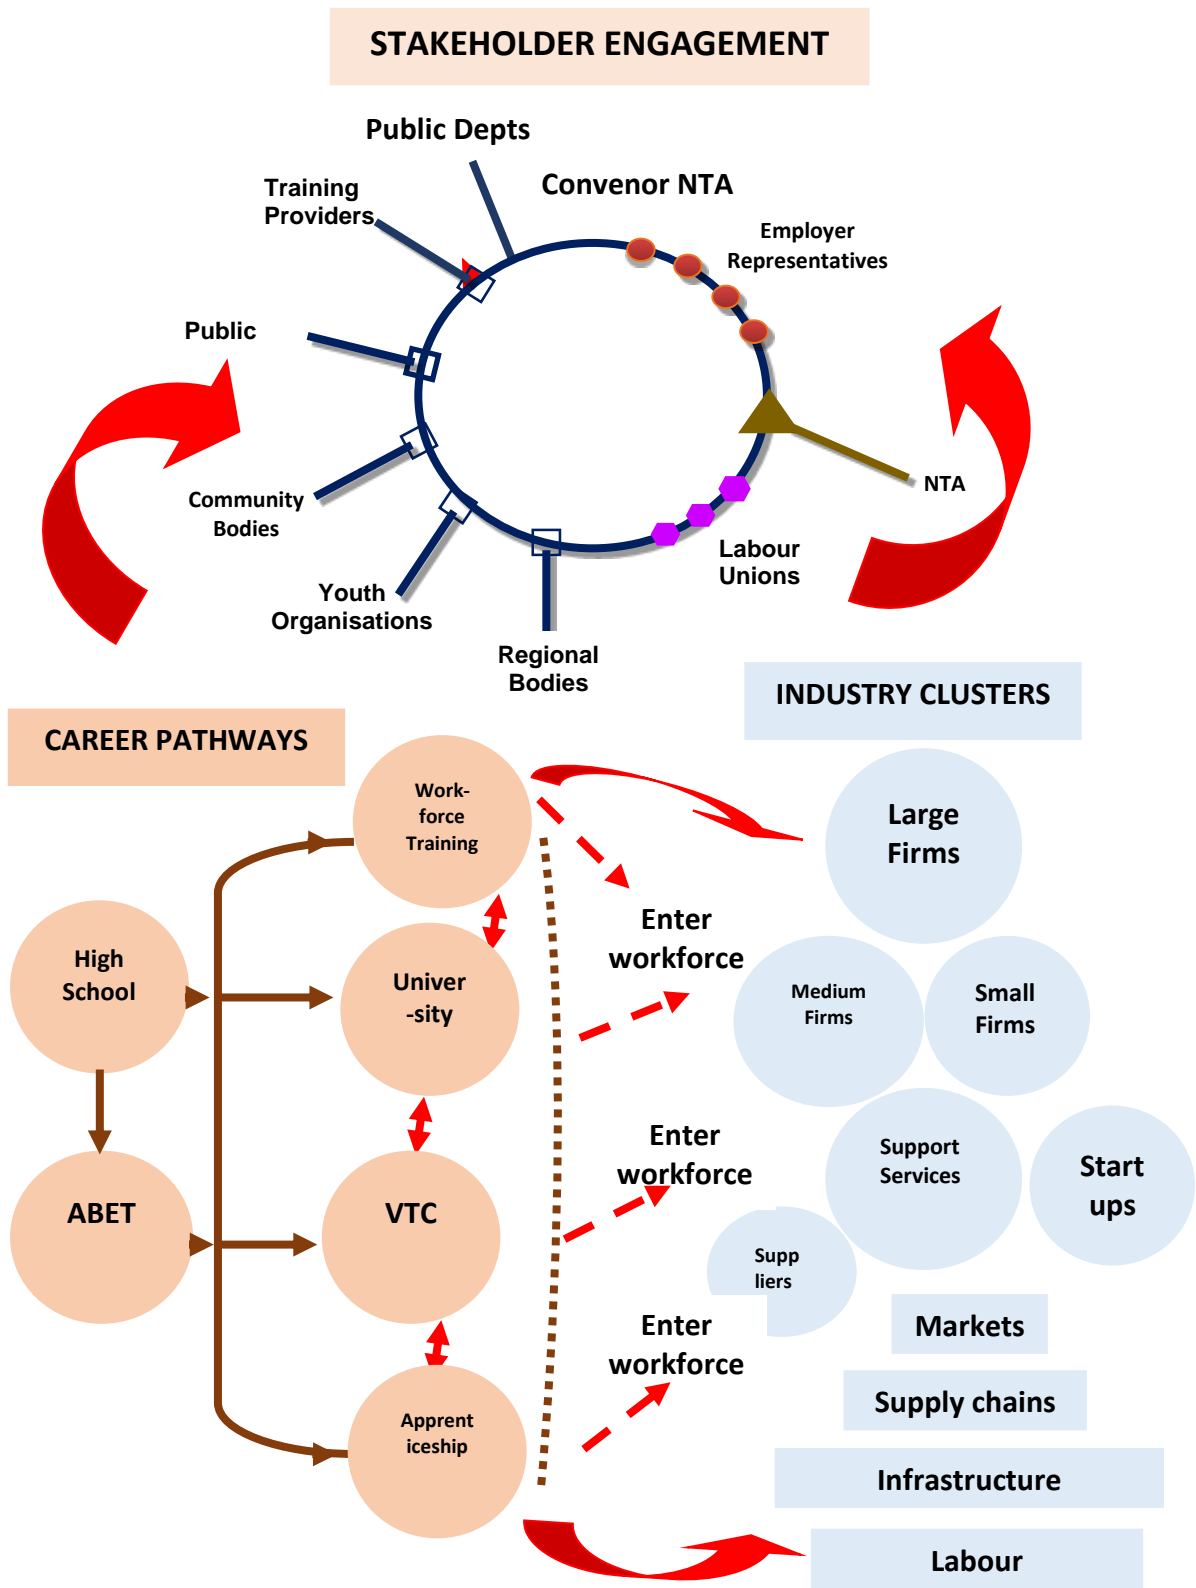 STAKEHOLDER ENGAGEMENT
Public Depts
Convenor NTA
Training
Providers
Employer
Representatives
Public
NTA
Community
Bodies
Labour
Unions
Youth
Organisations
Regional
Bodies
INDUSTRY CLUSTERS
CAREER PATHWAYS
Work-
force
Training
Large
Firms
Enter
workforce
High
School
Univer
-sity
Medium
Firms
Small
Firms
Enter
workforce
Support
Services
Start
ups
ABET
VTC
Supp
liers
Enter
workforce
Markets
Supply chains
Apprent
iceship
Infrastructure
Labour